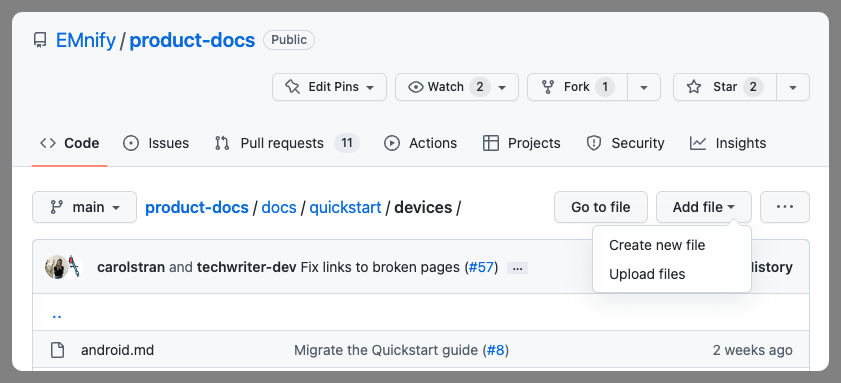 EMnify / product-docs Public
Edit Pins Watch 2 Fork 1 Star 2
Code Issues Pull requests 11 Actions Projects Security Insights
main product-docs / docs / quickstart / devices / Go to file Add file ...
Create new file
Upload files
carolstran and techwriter-dev Fix links to broken pages (#57) ... istory
..
android.md Migrate the Quickstart guide (#8) 2 weeks ago